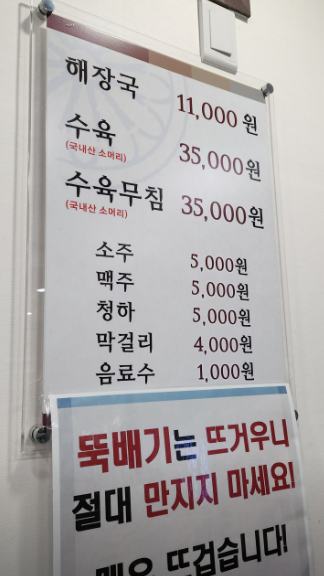 해장국 11,000원
수육 35,000원
(국내산 소머리)
수육무침 35,000원
(국내산 소머리)
소주 5,000원
맥주 5,000원
청하 5,000원
막걸리 4,000원
음료수 1,000원
뚝배기는 뜨거우니
절대 만지지 마세요!
뜨겁습니다!